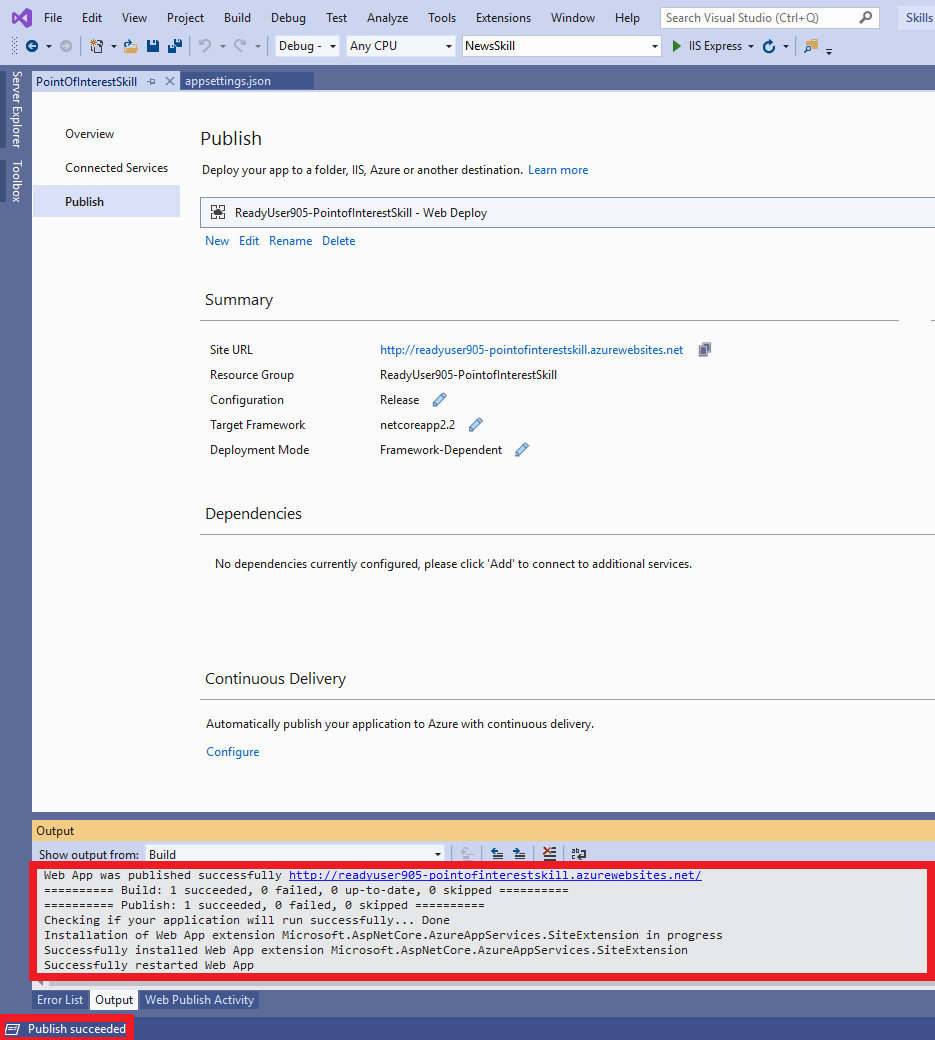 File Edit View Project Build Debug Test Analyze Tools Extensions Window Help Search Visual Studio (Ctrl+Q) Skills
Debug Any CPU NewsSkill IIS Express
Server Explorer
Toolbox
PointOfInterestSkill appsettings.json
Overview
Connected Services
Publish
Publish
Deploy your app to a folder, IIS, Azure or another destination. Learn more
ReadyUser905-PointofInterestSkill - Web Deploy
New Edit Rename Delete
Summary
Site URL http://readyuser905-pointofinterestskill.azurewebsites.net
Resource Group ReadyUser905-PointofInterestSkill
Configuration Release
Target Framework netcoreapp2.2
Deployment Mode Framework-Dependent
Dependencies
No dependencies currently configured, please click 'Add' to connect to additional services.
Continuous Delivery
Automatically publish your application to Azure with continuous delivery.
Configure
Output
Show output from: Build
Web App was published successfully http://readyuser905-pointofinterestskill.azurewebsites.net/
========== Build: 1 succeeded, 0 failed, 0 up-to-date, 0 skipped ==========
========== Publish: 1 succeeded, 0 failed, 0 skipped ==========
Checking if your application will run successfully... Done
Installation of Web App extension Microsoft.AspNetCore.AzureAppServices.SiteExtension in progress
Successfully installed Web App extension Microsoft.AspNetCore.AzureAppServices.SiteExtension
Successfully restarted Web App
Error List Output Web Publish Activity
Publish succeeded